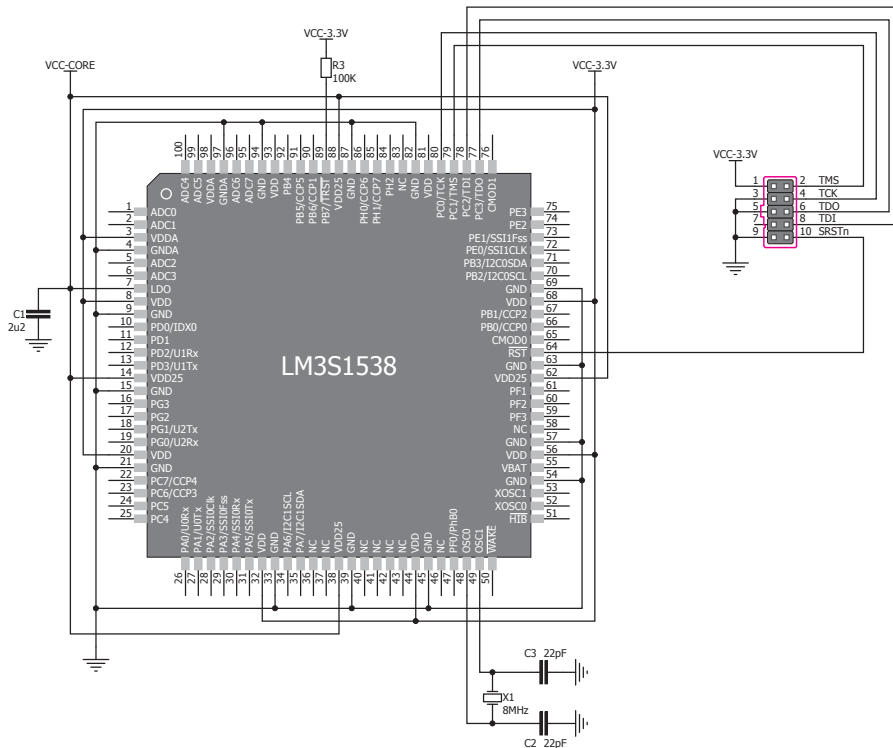 VCC-3.3V
VCC-CORE
R3
100K
VCC-3.3V
100
99
98
97
96
95
94
93
92
91
90
89
88
87
86
85
84
83
82
81
80
79
78
77
76
ADC4
ADC5
VDDA
GNDA
ADC6
ADC7
GND
VDD
PB4
PB5/CCP5
PB6/CCP1
PB7/TRST
VDD25
GND
PH0/CCP6
PH1/CCP7
PH2
NC
GND
VDD
PC0/TCK
PC1/TMS
PC2/TDI
PC3/TDO
CMOD1
VCC-3.3V
1 2 TMS
3 4 TCK
5 6 TDO
7 8 TDI
9 10 SRSTn
1 ADC0
2 ADC1
3 VDDA
4 GNDA
5 ADC2
6 ADC3
7 LDO
8 VDD
9 GND
10 PD0/IDX0
11 PD1
12 PD2/U1Rx
13 PD3/U1Tx
14 VDD25
15 GND
16 PG3
17 PG2
18 PG1/U2Tx
19 PG0/U2Rx
20 VDD
21 GND
22 PC7/CCP4
23 PC6/CCP3
24 PC5
25 PC4
C1
2u2
LM3S1538
PE3 75
PE2 74
PE1/SSI1Fss 73
PE0/SSI1CLK 72
PB3/I2C0SDA 71
PB2/I2C0SCL 70
GND 69
VDD 68
PB1/CCP2 67
PB0/CCP0 66
CMOD0 65
RST 64
GND 63
VDD25 62
PF1 61
PF2 60
PF3 59
NC 58
GND 57
VDD 56
VBAT 55
GND 54
XOSC1 53
XOSC0 52
HIB 51
PA0/U0Rx
PA1/U0Tx
PA2/SSI0Clk
PA3/SSI0Fss
PA4/SSI0Rx
PA5/SSI0Tx
VDD
GND
PA6/I2C1SCL
PA7/I2C1SDA
NC
NC
VDD25
GND
NC
NC
NC
NC
VDD
GND
NC
PF0/PhB0
OSC0
OSC1
WAKE
26
27
28
29
30
31
32
33
34
35
36
37
38
39
40
41
42
43
44
45
46
47
48
49
50
C3 22pF
X1
8MHz
C2 22pF